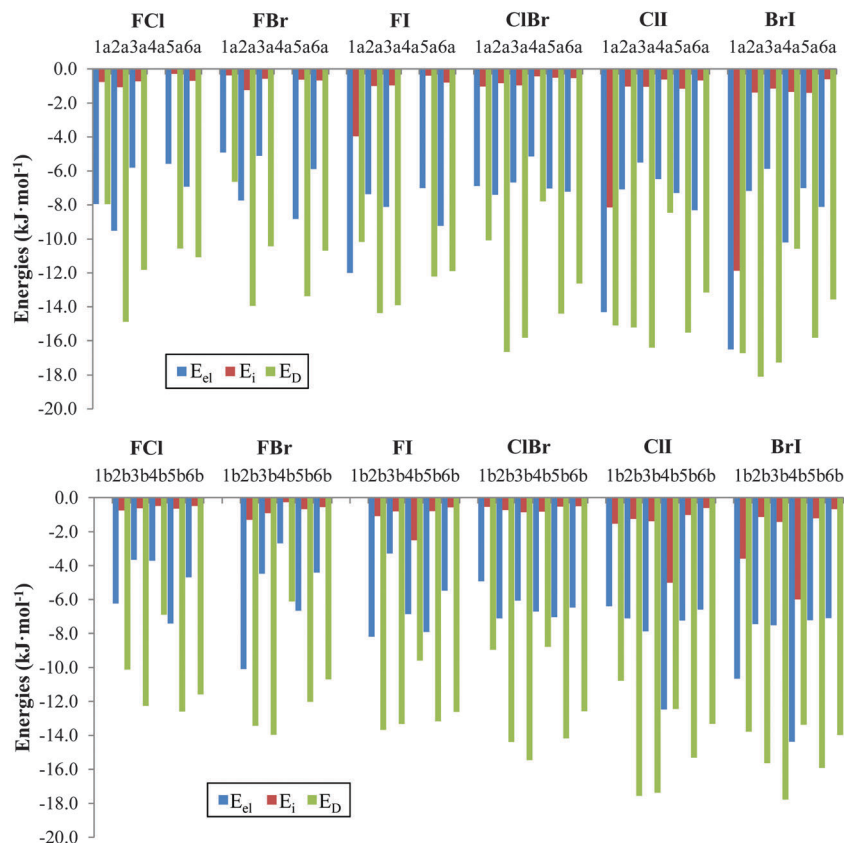 FCl FBr FI ClBr ClI BrI
1a2a3a4a5a6a 1a2a3a4a5a6a 1a2a3a4a5a6a 1a2a3a4a5a6a 1a2a3a4a5a6a 1a2a3a4a5a6a
0.0
-2.0
-4.0
-6.0
-8.0
-10.0
-12.0
-14.0
-16.0
-18.0
-20.0
Energies (kJ·mol-1)
Eel Ei ED
FCl FBr FI ClBr ClI BrI
1b2b3b4b5b6b 1b2b3b4b5b6b 1b2b3b4b5b6b 1b2b3b4b5b6b 1b2b3b4b5b6b 1b2b3b4b5b6b
0.0
-2.0
-4.0
-6.0
-8.0
-10.0
-12.0
-14.0
-16.0
-18.0
-20.0
Energies (kJ·mol-1)
Eel Ei ED